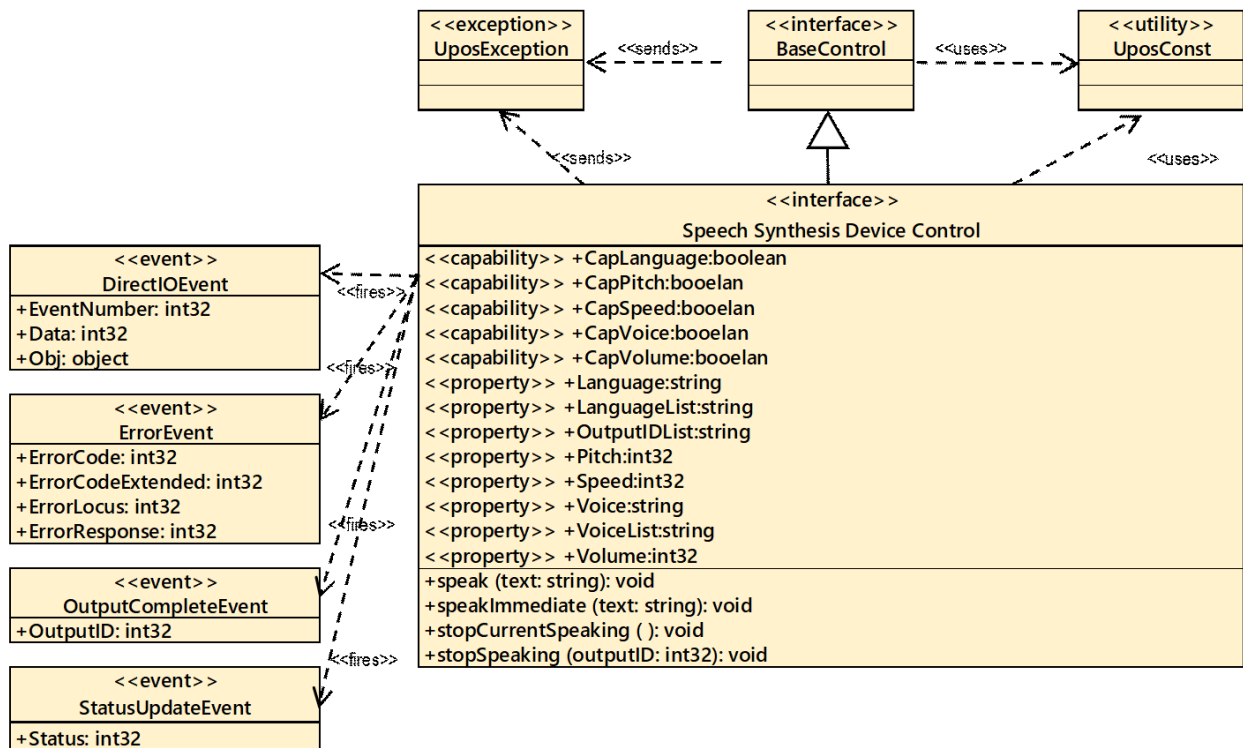 <<exception>>
UposException
<<sends>>
<<interface>>
BaseControl
<<uses>>
<<utility>>
UposConst
<<sends>>
<<uses>>
<<interface>>
Speech Synthesis Device Control
<<capability>> +CapLanguage:boolean
<<capability>> +CapPitch:booelan
<<capability>> +CapSpeed:booelan
<<capability>> +CapVoice:booelan
<<capability>> +CapVolume:booelan
<<property>> +Language:string
<<property>> +LanguageList:string
<<property>> +OutputIDList:string
<<property>> +Pitch:int32
<<property>> +Speed:int32
<<property>> +Voice:string
<<property>> +VoiceList:string
<<property>> +Volume:int32
+speak (text: string): void
+speakImmediate (text: string): void
+stopCurrentSpeaking ( ): void
+stopSpeaking (outputID: int32): void
<<event>>
DirectIOEvent
+EventNumber: int32
+Data: int32
+Obj: object
<<fires>>
<<event>>
ErrorEvent
+ErrorCode: int32
+ErrorCodeExtended: int32
+ErrorLocus: int32
+ErrorResponse: int32
<<fires>>
<<event>>
OutputCompleteEvent
+OutputID: int32
<<fires>>
<<event>>
StatusUpdateEvent
+Status: int32
<<fires>>